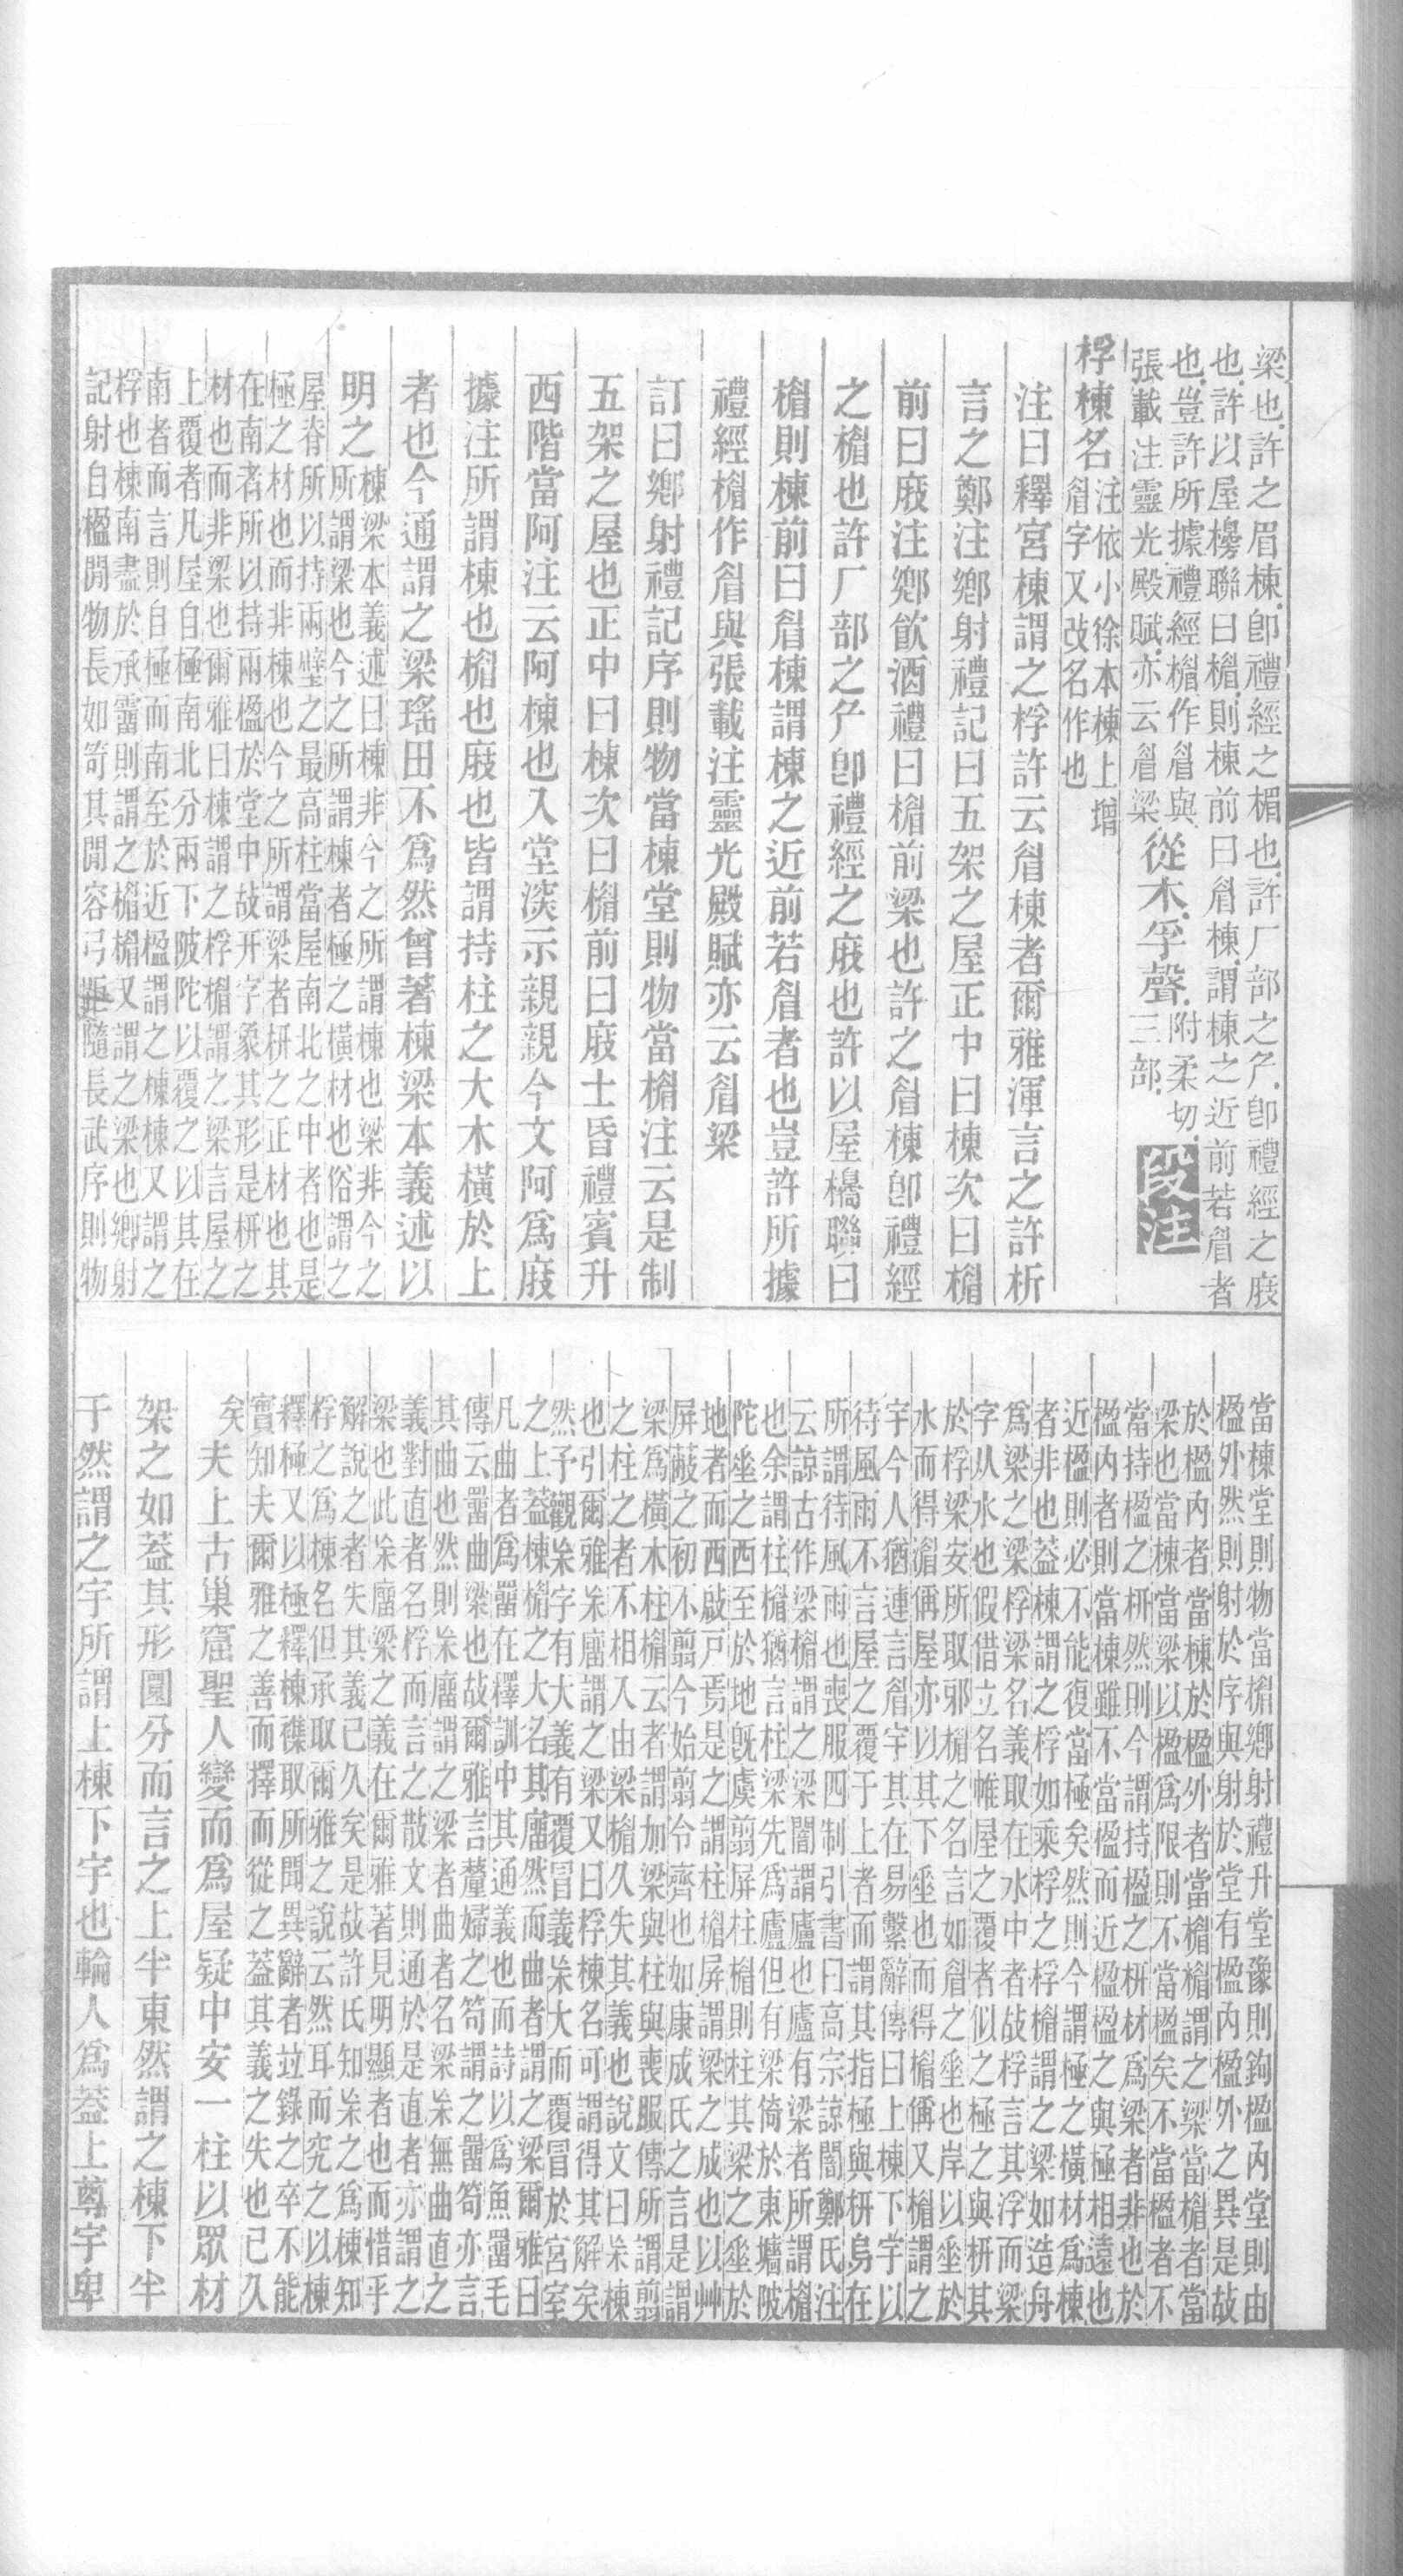 梁也.許之眉棟.卽禮經之楣也.許厂部之厃.卽禮經之庪
也.許以屋㯊聯曰楣.則棟前曰眉棟.謂棟之近前若眉者
也.豈許所據禮經楣作眉與.
張載注靈光殿賦.亦云眉梁
從木.孚聲.
附柔切.
三部.
段注
桴棟名
注依小徐本棟上增
眉字又攺名作也
注曰釋宮棟謂之桴許云眉棟者爾雅渾言之許析
言之鄭注鄕射禮記曰五架之屋正中曰棟次曰楣
前曰庪注鄕飮酒禮曰楣前梁也許之眉棟卽禮經
之楣也許厂部之厃卽禮經之庪也許以屋檐聯曰
楣則棟前曰眉棟謂棟之近前若眉者也豈許所據
禮經楣作眉與張載注靈光殿賦亦云眉梁
訂曰鄕射禮記序則物當棟堂則物當楣注云是制
五架之屋也正中曰棟次曰楣前曰庪士昏禮賓升
西階當阿注云阿棟也入堂深示親親今文阿爲庪
據注所謂棟也楣也庪也皆謂持柱之大木橫於上
者也今通謂之梁瑤田不爲然曾著棟梁本義述以
明之
棟梁本義述曰棟非今之所謂棟也梁非今之
所謂梁也今之所謂棟者極之橫材也俗謂之
屋脊所以持兩壁之最高柱當屋南北之中者也是
極之材也而非棟也今之所謂梁者枅之正材也其
在南者所以持兩楹於堂中故幵字象其形是枅之
材也而非梁也爾雅曰棟謂之桴楣謂之梁言屋之
上覆者凡屋自極南北分兩下陂陀以覆之以其在
南者而言則自極而南至於近楹謂之棟棟又謂之
桴也棟南盡於承霤則謂之楣楣又謂之梁也鄕射
記射自楹閒物長如笴其閒容弓距隨長武序則物
當棟堂則物當楣鄕射禮升堂豫則鉤楹內堂則由
楹外然則射於序與射於堂有楹內楹外之異是故
於楹內者當棟於楹外者當楣楣謂之梁當楣者當
梁也當棟當梁以楹爲限則不當楹矣不當楹者不
當持楹之枅然則今謂持楹之枅材爲梁者非也於
楹內者則當棟雖不當楹而近楹楹之與極相遠也
近楹則必不能復當極矣然則今謂極之橫材爲棟
者非也蓋棟謂之桴如乘桴之桴楣謂之梁如造舟
爲梁之梁桴梁名義取在水中者故桴言其浮而梁
字从水也假借立名帷屋之覆者似之極之與枅其
於桴梁安所取邪楣之名言如眉之坙也岸以坙於
水而得滣稱屋亦以其下坙也而得楣稱又楣謂之
宇今人猶連言眉宇其在易繫辭傳曰上棟下宇以
待風雨不言屋之覆于上者而謂其指極與枅烏在
所謂待風雨也喪服四制引書曰高宗諒闇鄭氏注
云諒古作梁楣謂之梁闇謂廬也廬有梁者所謂楣
也余謂柱楣猶言柱梁先爲廬但有梁倚於東壖陂
陀坙之西至於地旣虞翦屏柱楣則柱其梁之坙於
地者而西啟戸焉是之謂柱楣屏謂梁之成也以艸
屏蔽之初不翦今始翦令齊也如康成氏之言是謂
梁爲橫木柱楣云者謂加梁與柱與喪服傳所謂翦
之柱之者不相入由梁楣久失其義也說文曰宋棟
也引爾雅宋廇謂之梁又曰桴棟名可謂得其解矣
然予觀宋字有大義有覆冒義宋大而覆冒於宮室
之上蓋棟楣之大名其廇然而曲者謂之梁爾雅曰
凡曲者爲罶在釋訓中其通義也而詩以爲魚罶毛
傳云罶曲梁也故爾雅言嫠婦之笱謂之罶笱亦言
其曲也然則宋廇謂之梁者曲者名梁宋無曲直之
義對直者名桴而言之散文則通於是直者亦謂之
梁也此宋廇梁之義在爾雅著見明顯者也而惜乎
解說之者失其義已久矣是故許氏知宋之爲棟知
桴之爲棟名但承取爾雅之說云然耳而究之以棟
釋極又以極釋棟襍取所聞異辭者竝錄之卒不能
實知夫爾雅之善而擇而從之蓋其義之失也已久
矣
夫上古巢窟聖人變而爲屋疑中安一柱以眾材
架之如蓋其形圜分而言之上半東然謂之棟下半
于然謂之宇所謂上棟下宇也輪人爲蓋上尊宇卑